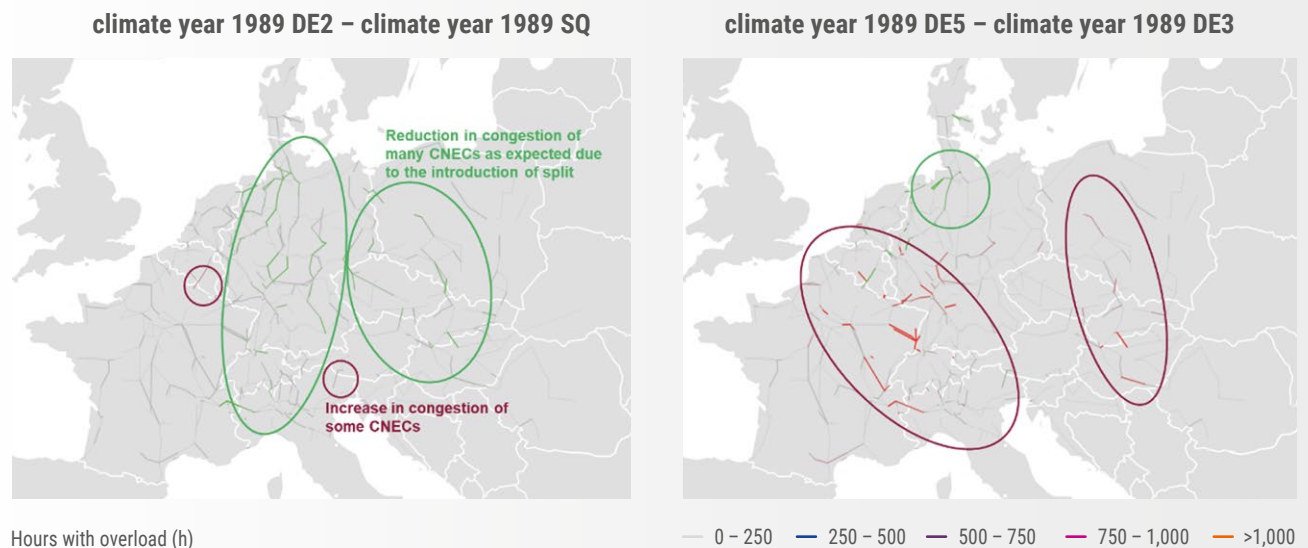 climate year 1989 DE2 – climate year 1989 SQ
climate year 1989 DE5 – climate year 1989 DE3
Reduction in congestion of
many CNECs as expected due
to the introduction of split
Increase in congestion of
some CNECs
Hours with overload (h)
0 – 250
250 – 500
500 – 750
750 – 1,000
>1,000